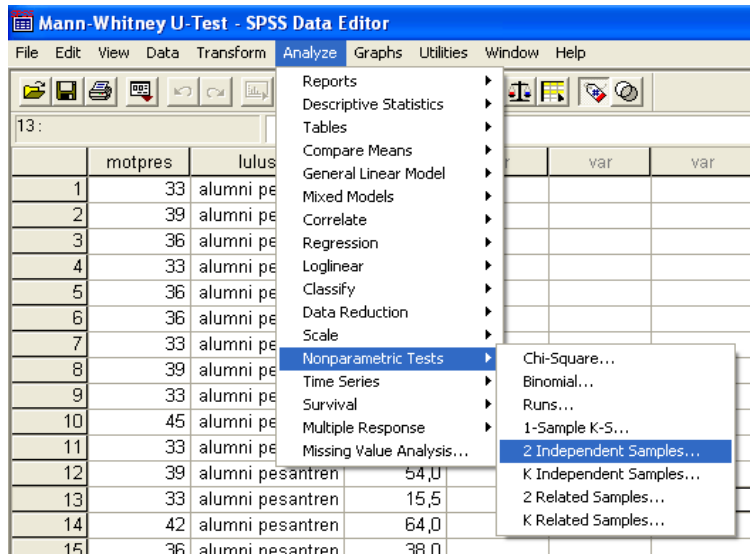 Mann-Whitney U-Test - SPSS Data Editor
File Edit View Data Transform Analyze Graphs Utilities Window Help
13:
motpres lulus var var
1 33 alumni pe
2 39 alumni pe
3 36 alumni pe
4 33 alumni pe
5 36 alumni pe
6 36 alumni pe
7 33 alumni pe
8 39 alumni pe
9 33 alumni pe
10 45 alumni pe
11 33 alumni pe
12 39 alumni pesantren 54,0
13 33 alumni pesantren 15,5
14 42 alumni pesantren 64,0
15 36 alumni pesantren 38,0
Reports
Descriptive Statistics
Tables
Compare Means
General Linear Model
Mixed Models
Correlate
Regression
Loglinear
Classify
Data Reduction
Scale
Nonparametric Tests
Time Series
Survival
Multiple Response
Missing Value Analysis...
Chi-Square...
Binomial...
Runs...
1-Sample K-S...
2 Independent Samples...
K Independent Samples...
2 Related Samples...
K Related Samples...